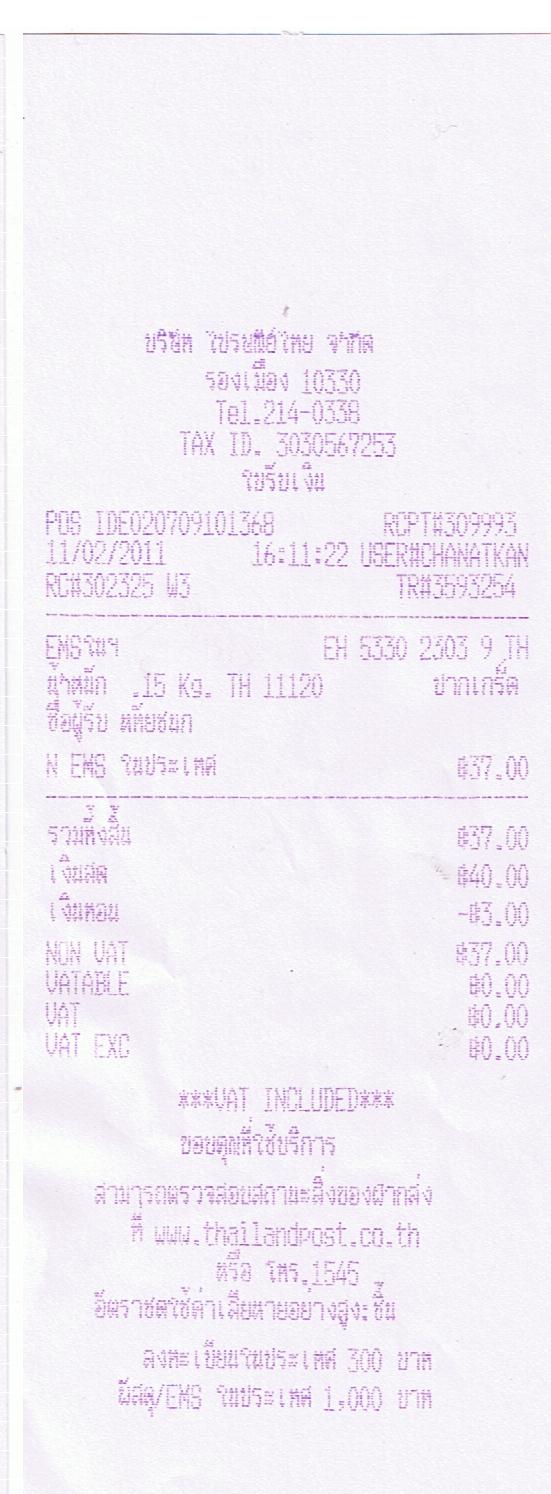 บริษัท ไปรษณีย์ไทย จำกัด
รองเมือง 10330
Tel.214-0338
TAX ID. 3030567253
ใบรับเงิน
POS IDE020709101368 RCPT#309993
11/02/2011 16:11:22 USER#CHANATKAN
RC#302325 W3 TR#3593254
EMSในฯ EH 5330 2303 9 TH
น้ำหนัก .15 Kg. TH 11120 ปากเกร็ด
ชื่อผู้รับ หทัยชนก
N EMS ในประเทศ ฿37.00
รวมทั้งสิ้น ฿37.00
เงินสด ฿40.00
เงินทอน -฿3.00
NON VAT ฿37.00
VATABLE ฿0.00
VAT ฿0.00
VAT EXC ฿0.00
***VAT INCLUDED***
ขอบคุณที่ใช้บริการ
สามารถตรวจสอบสถานะสิ่งของฝากส่ง
ที่ www.thailandpost.co.th
หรือ โทร.1545
อัตราชดใช้ค่าเสียหายอย่างสูง:ชิ้น
ลงทะเบียนในประเทศ 300 บาท
พัสดุ/EMS ในประเทศ 1,000 บาท